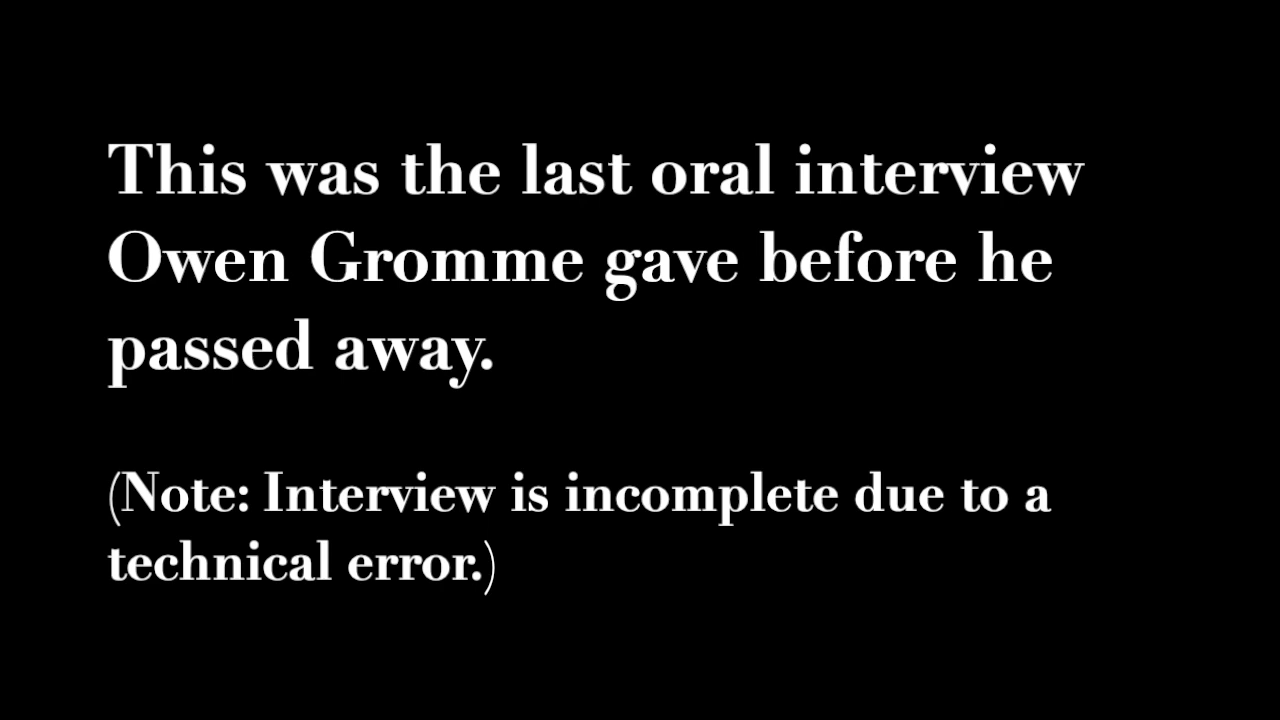 This was the last oral interview
Owen Gromme gave before he
passed away.
(Note: Interview is incomplete due to a
technical error.)